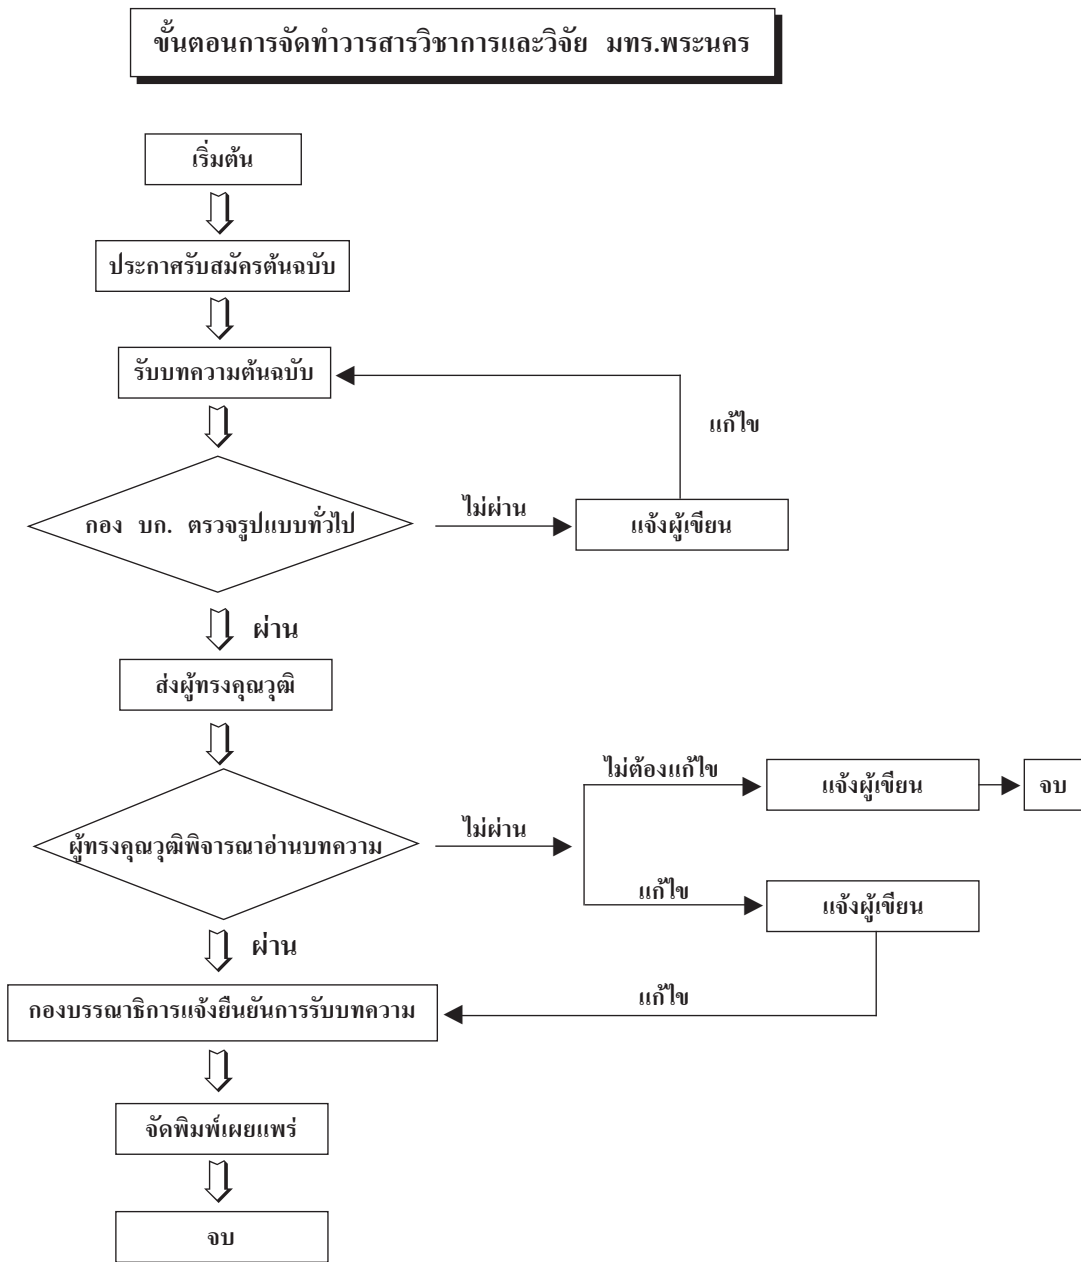 ขั้นตอนการจัดทำวารสารวิชาการและวิจัย มทร.พระนคร
เริ่มต้น
ประกาศรับสมัครต้นฉบับ
รับบทความต้นฉบับ
แก้ไข
กอง บก. ตรวจรูปแบบทั่วไป
ไม่ผ่าน
แจ้งผู้เขียน
ผ่าน
ส่งผู้ทรงคุณวุฒิ
ผู้ทรงคุณวุฒิพิจารณาอ่านบทความ
ไม่ผ่าน
ไม่ต้องแก้ไข
แจ้งผู้เขียน
จบ
แก้ไข
แจ้งผู้เขียน
ผ่าน
แก้ไข
กองบรรณาธิการแจ้งยืนยันการรับบทความ
จัดพิมพ์เผยแพร่
จบ